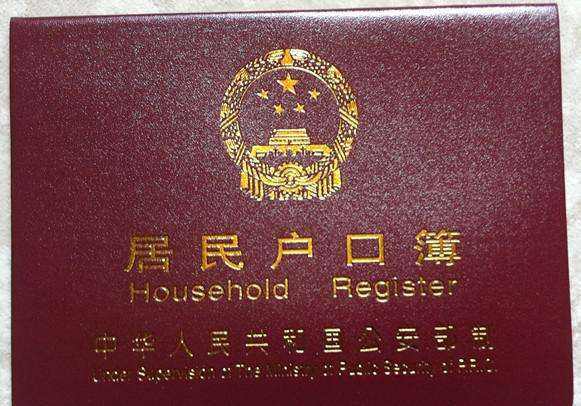 居民户口簿
Household Register
中华人民共和国公安部制
Under Supervision of The Ministry of Public Security of P.R.C.